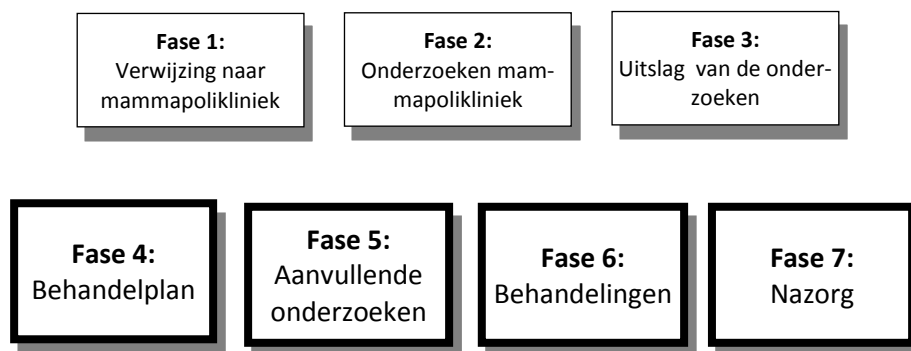 Fase 1:
Verwijzing naar
mammapolikliniek
Fase 2:
Onderzoeken mam-
mapolikliniek
Fase 3:
Uitslag van de onder-
zoeken
Fase 4:
Behandelplan
Fase 5:
Aanvullende
onderzoeken
Fase 6:
Behandelingen
Fase 7:
Nazorg